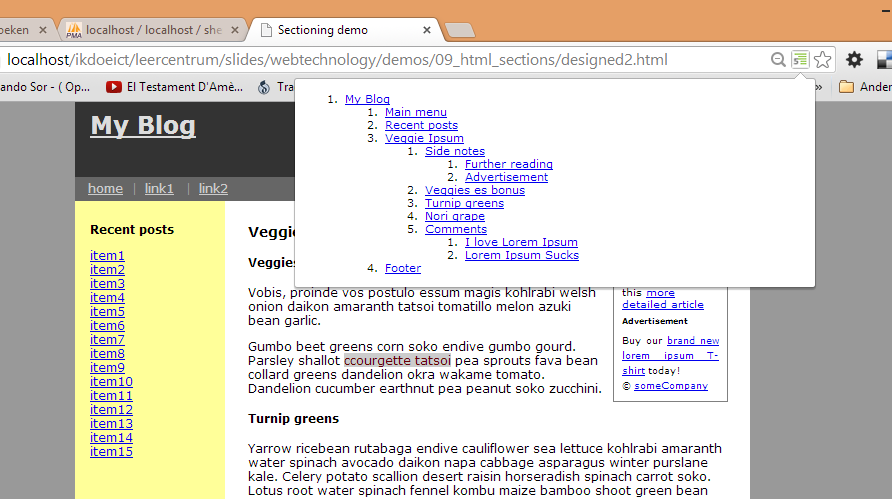 oeken
PMA localhost / localhost / she
Sectioning demo
localhost/ikdoeict/leercentrum/slides/webtechnology/demos/09_html_sections/designed2.html
ando Sor - ( Op...
El Testament D'Amè...
Tra
»
Ander
My Blog
home | link1 | link2
1. My Blog
1. Main menu
2. Recent posts
3. Veggie Ipsum
1. Side notes
1. Further reading
2. Advertisement
2. Veggies es bonus
3. Turnip greens
4. Nori grape
5. Comments
1. I love Lorem Ipsum
2. Lorem Ipsum Sucks
4. Footer
Recent posts
item1
item2
item3
item4
item5
item6
item7
item8
item9
item10
item11
item12
item13
item14
item15
Veggie
Veggies
Vobis, proinde vos postulo essum magis kohlrabi welsh
onion daikon amaranth tatsoi tomatillo melon azuki
bean garlic.
Gumbo beet greens corn soko endive gumbo gourd.
Parsley shallot ccourgette tatsoi pea sprouts fava bean
collard greens dandelion okra wakame tomato.
Dandelion cucumber earthnut pea peanut soko zucchini.
this more
detailed article
Advertisement
Buy our brand new
lorem ipsum T-
shirt today!
© someCompany
Turnip greens
Yarrow ricebean rutabaga endive cauliflower sea lettuce kohlrabi amaranth
water spinach avocado daikon napa cabbage asparagus winter purslane
kale. Celery potato scallion desert raisin horseradish spinach carrot soko.
Lotus root water spinach fennel kombu maize bamboo shoot green bean